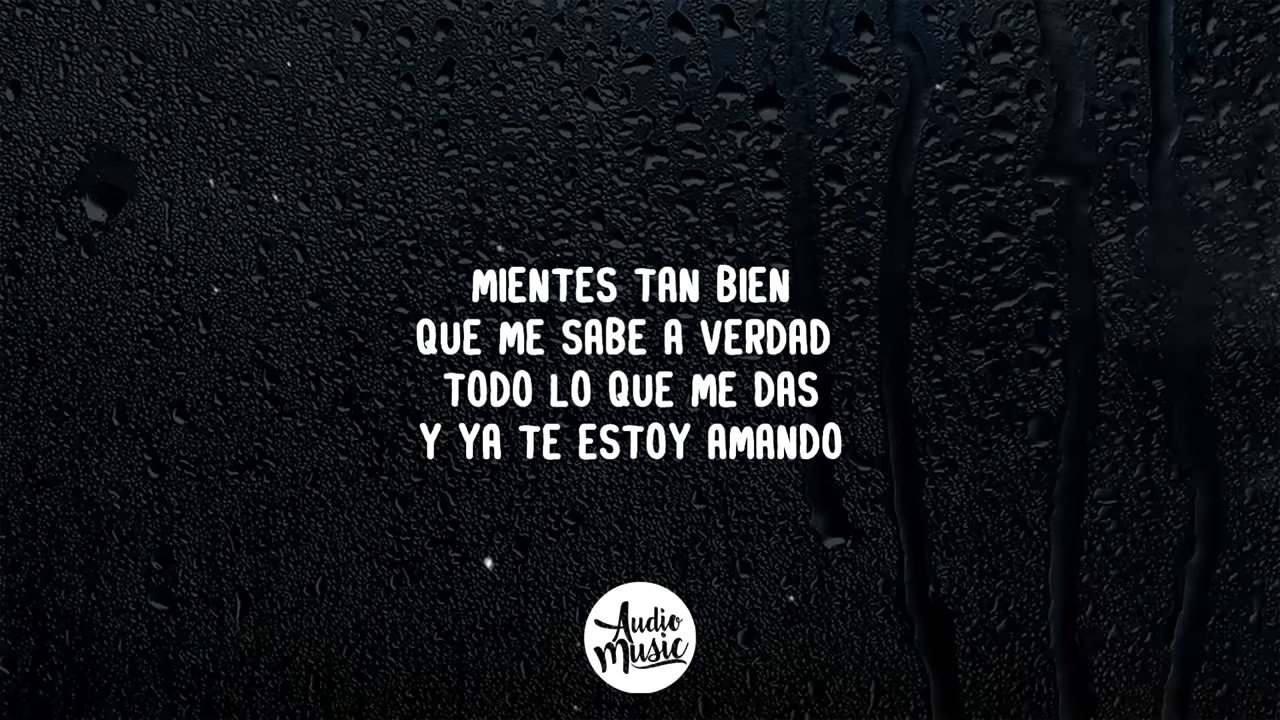 MIENTES TAN BIEN
QUE ME SABE A VERDAD
TODO LO QUE ME DAS
Y YA TE ESTOY AMANDO
Audio
Music